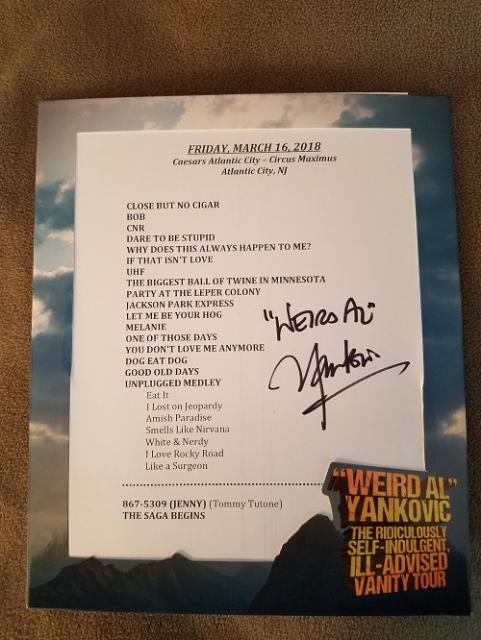 FRIDAY, MARCH 16, 2018
Caesars Atlantic City – Circus Maximus
Atlantic City, NJ
CLOSE BUT NO CIGAR
BOB
CNR
DARE TO BE STUPID
WHY DOES THIS ALWAYS HAPPEN TO ME?
IF THAT ISN'T LOVE
UHF
THE BIGGEST BALL OF TWINE IN MINNESOTA
PARTY AT THE LEPER COLONY
JACKSON PARK EXPRESS
LET ME BE YOUR HOG
MELANIE
ONE OF THOSE DAYS
YOU DON'T LOVE ME ANYMORE
DOG EAT DOG
GOOD OLD DAYS
UNPLUGGED MEDLEY
Eat It
I Lost on Jeopardy
Amish Paradise
Smells Like Nirvana
White & Nerdy
I Love Rocky Road
Like a Surgeon
"WEIRD AL"
Yankovic
867-5309 (JENNY) (Tommy Tutone)
THE SAGA BEGINS
"WEIRD AL"
YANKOVIC
THE RIDICULOUSLY
SELF-INDULGENT,
ILL-ADVISED
VANITY TOUR